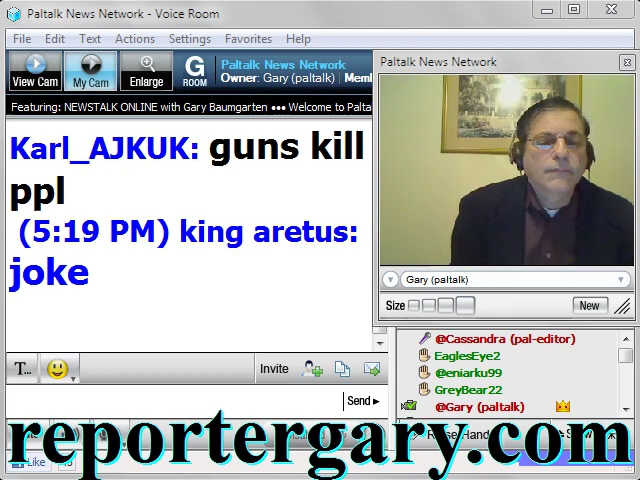 Paltalk News Network - Voice Room
File Edit Text Actions Settings Favorites Help
View Cam My Cam Enlarge
G
ROOM
Paltalk News Network
Owner: Gary (paltalk) | Memb
Featuring: NEWSTALK ONLINE with Gary Baumgarten ●●● Welcome to Palta
Karl_AJKUK: guns kill
ppl
(5:19 PM) king aretus:
joke
Paltalk News Network
Gary (paltalk)
Size New
T...
Invite
Send
@Cassandra (pal-editor)
EaglesEye2
@eniarku99
GreyBear22
@Gary (paltalk)
reportergary.com
Like